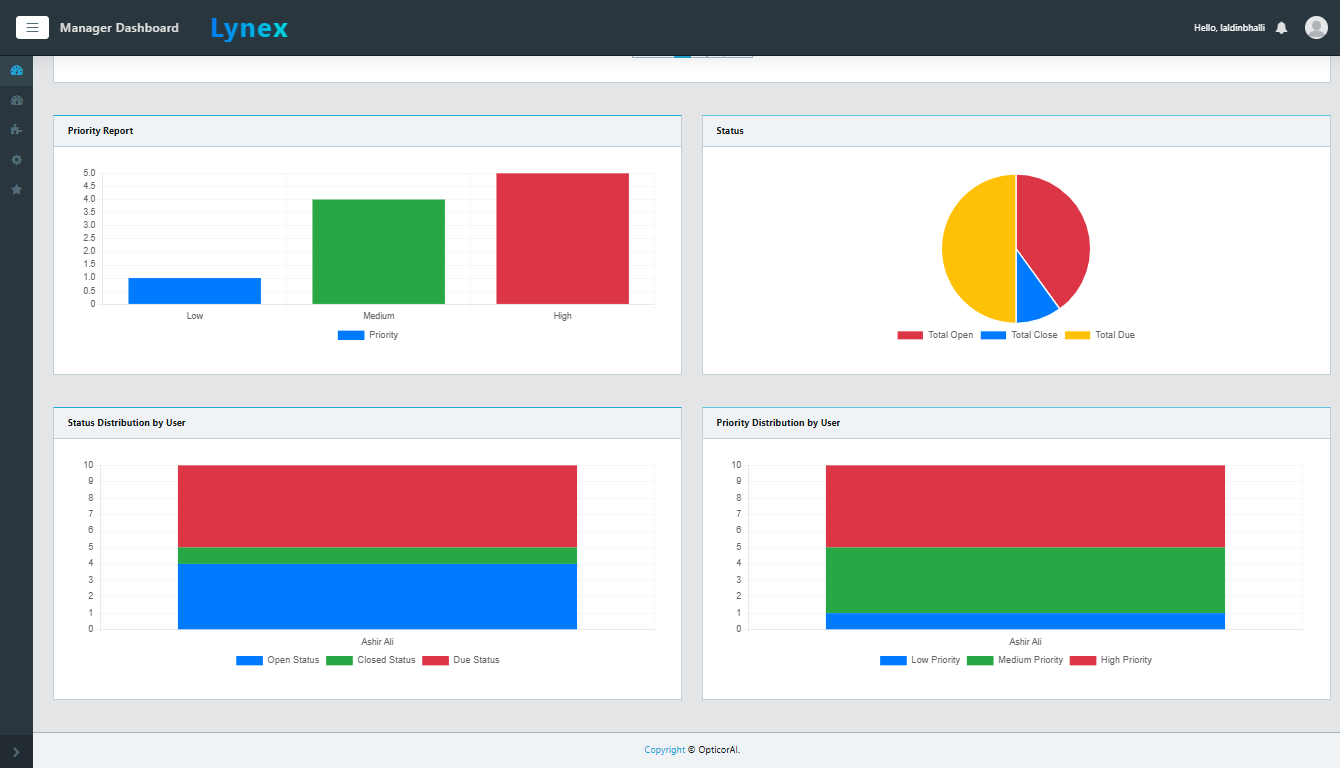 Manager Dashboard
Lynex
Hello, laldinbhalli
Priority Report
5.0
4.5
4.0
3.5
3.0
2.5
2.0
1.5
1.0
0.5
0
Low Medium High
Priority
Status
Total Open Total Close Total Due
Status Distribution by User
10
9
8
7
6
5
4
3
2
1
0
Ashir Ali
Open Status Closed Status Due Status
Priority Distribution by User
10
9
8
7
6
5
4
3
2
1
0
Ashir Ali
Low Priority Medium Priority High Priority
Copyright © OpticorAI.